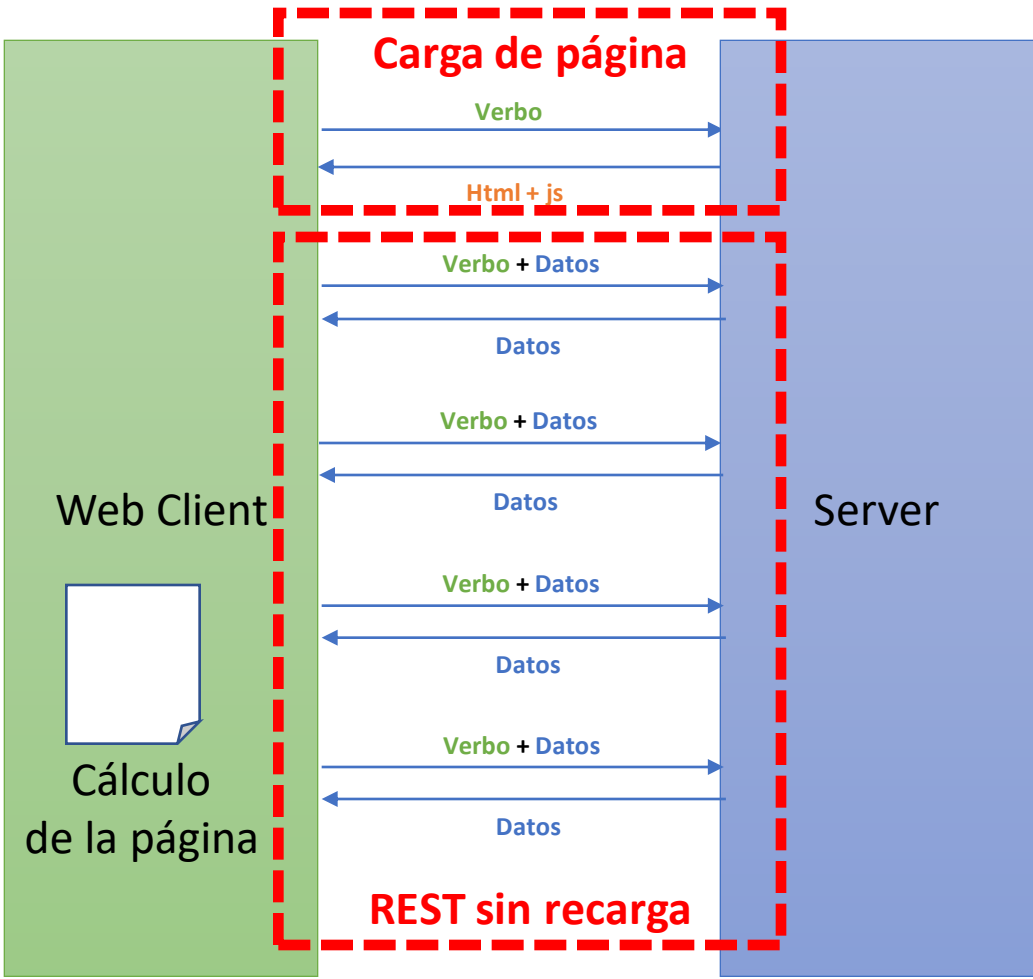 Carga de página
Verbo
Html + js
Verbo + Datos
Datos
Verbo + Datos
Datos
Web Client
Server
Verbo + Datos
Datos
Verbo + Datos
Datos
Cálculo
de la página
REST sin recarga